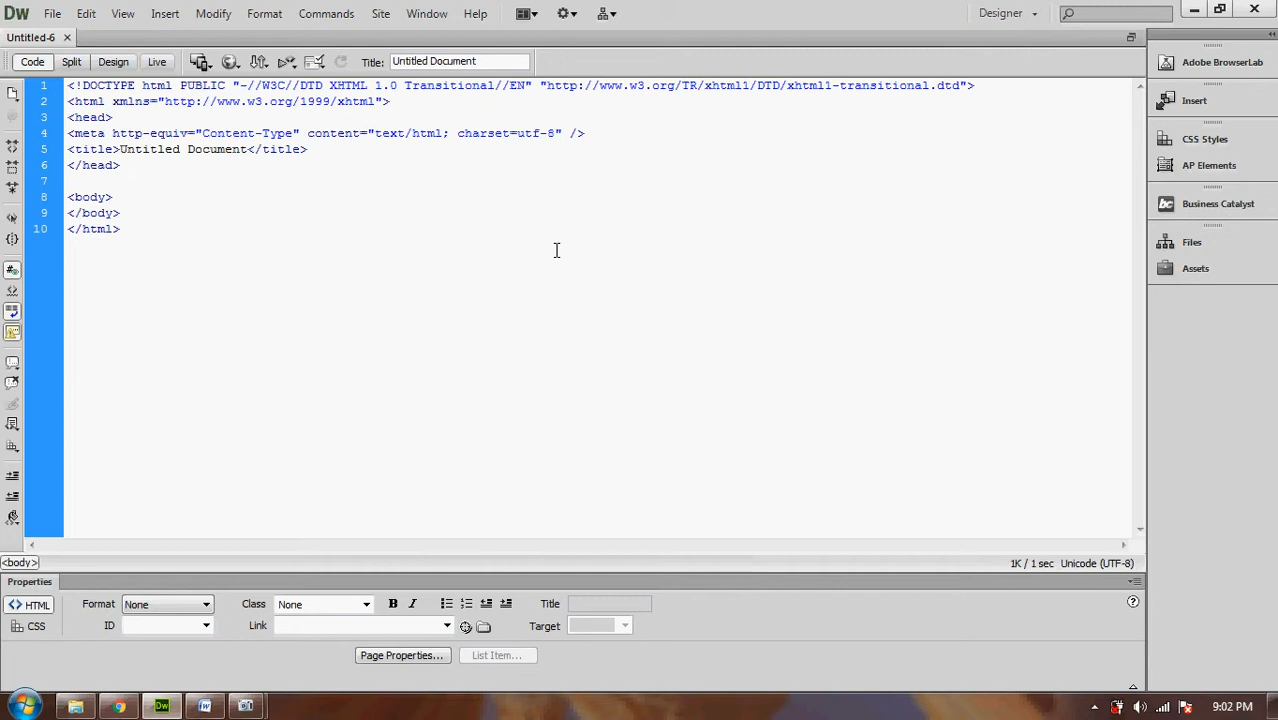 Dw File Edit View Insert Modify Format Commands Site Window Help Designer
Untitled-6
Code Split Design Live Title: Untitled Document
1 <!DOCTYPE html PUBLIC "-//W3C//DTD XHTML 1.0 Transitional//EN" "http://www.w3.org/TR/xhtml1/DTD/xhtml1-transitional.dtd">
2 <html xmlns="http://www.w3.org/1999/xhtml">
3 <head>
4 <meta http-equiv="Content-Type" content="text/html; charset=utf-8" />
5 <title>Untitled Document</title>
6 </head>
7
8 <body>
9 </body>
10 </html>
Adobe BrowserLab
Insert
CSS Styles
AP Elements
bc Business Catalyst
Files
Assets
<body> 1K / 1 sec Unicode (UTF-8)
Properties
<> HTML Format None Class None B I Title
CSS ID Link Target
Page Properties... List Item...
Dw W 9:02 PM